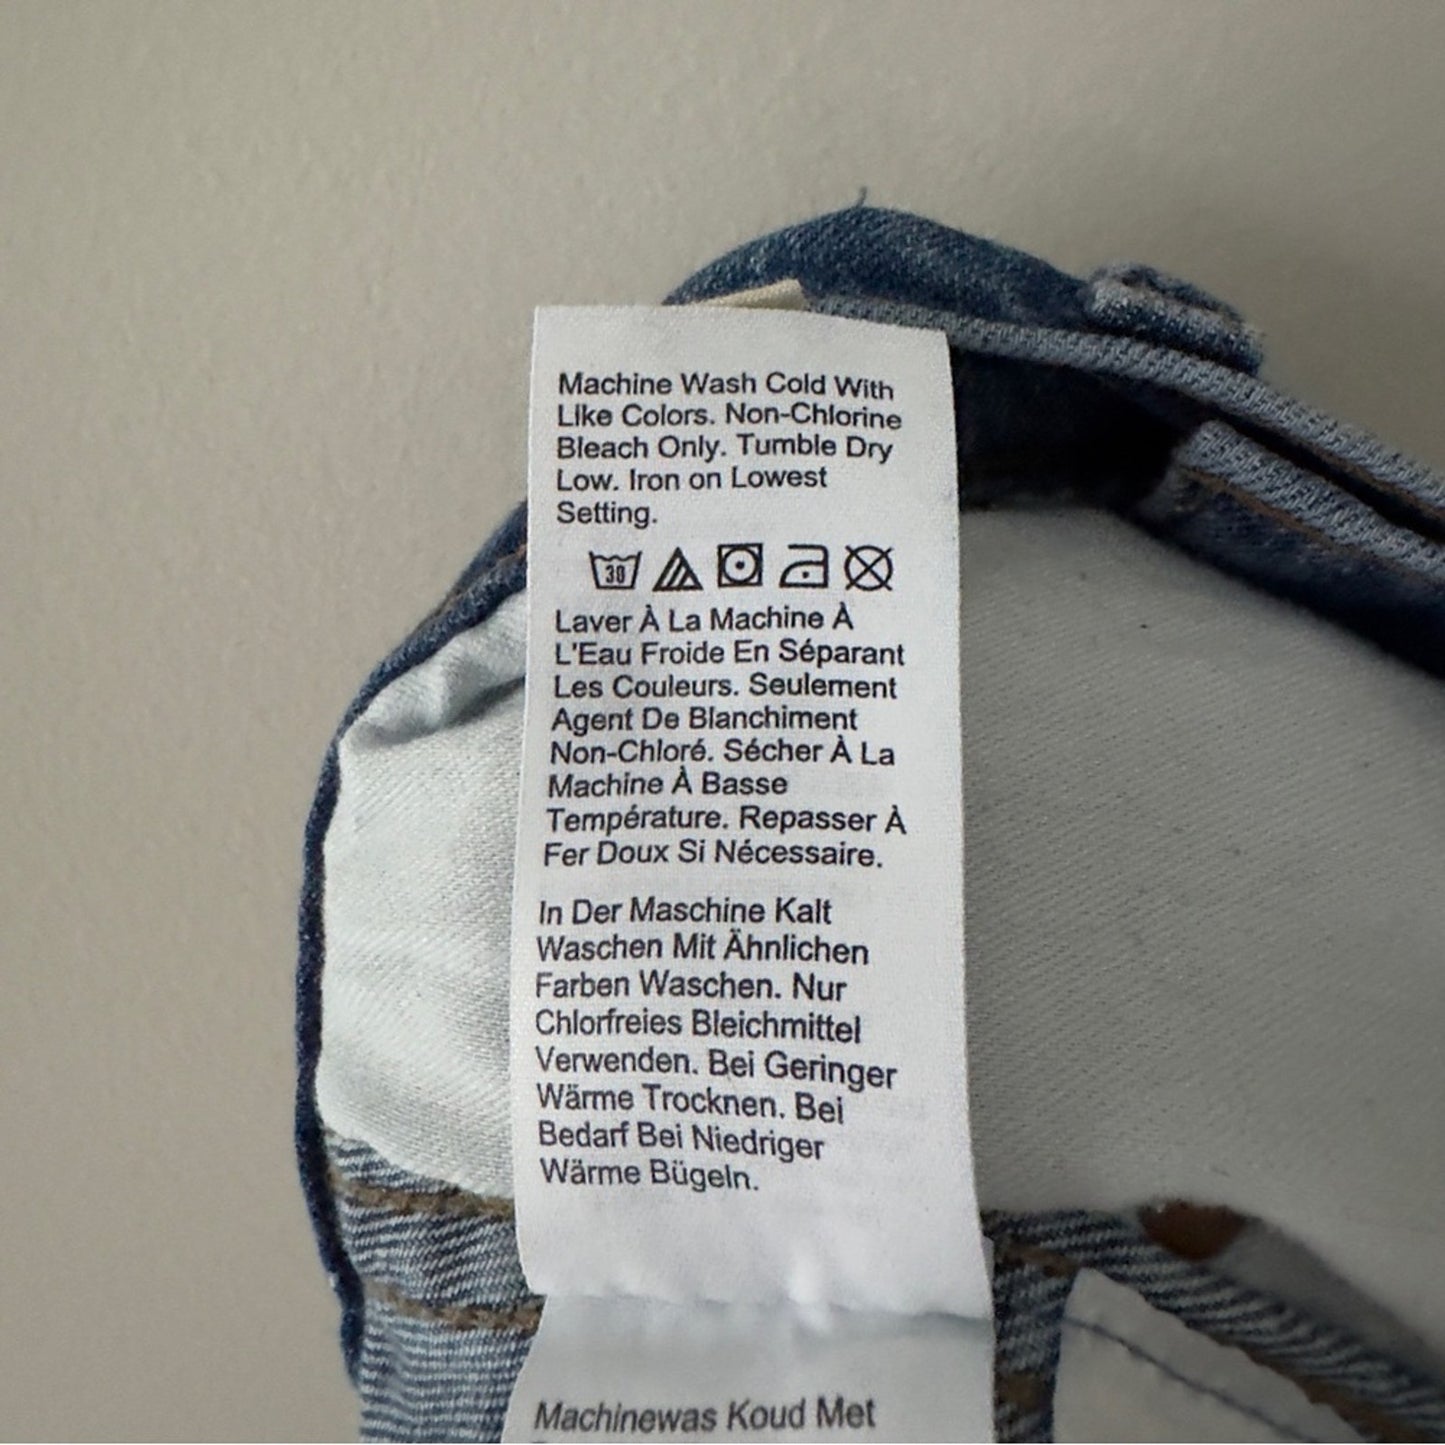 Machine Wash Cold With
Like Colors. Non-Chlorine
Bleach Only. Tumble Dry
Low. Iron on Lowest
Setting.
30
Laver À La Machine À
L'Eau Froide En Séparant
Les Couleurs. Seulement
Agent De Blanchiment
Non-Chloré. Sécher À La
Machine À Basse
Température. Repasser À
Fer Doux Si Nécessaire.
In Der Maschine Kalt
Waschen Mit Ähnlichen
Farben Waschen. Nur
Chlorfreies Bleichmittel
Verwenden. Bei Geringer
Wärme Trocknen. Bei
Bedarf Bei Niedriger
Wärme Bügeln.
Machinewas Koud Met